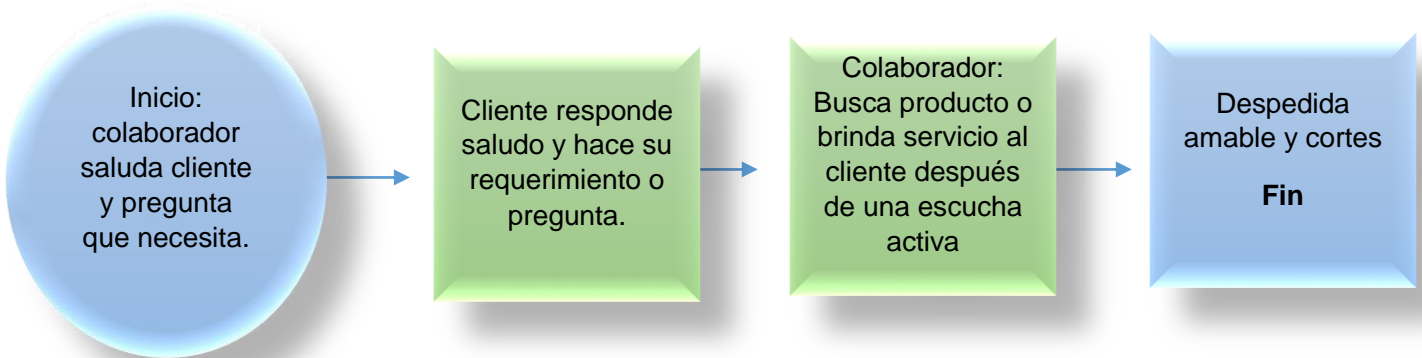 Inicio:
colaborador
saluda cliente
y pregunta
que necesita.
Cliente responde
saludo y hace su
requerimiento o
pregunta.
Colaborador:
Busca producto o
brinda servicio al
cliente después
de una escucha
activa
Despedida
amable y cortes
Fin